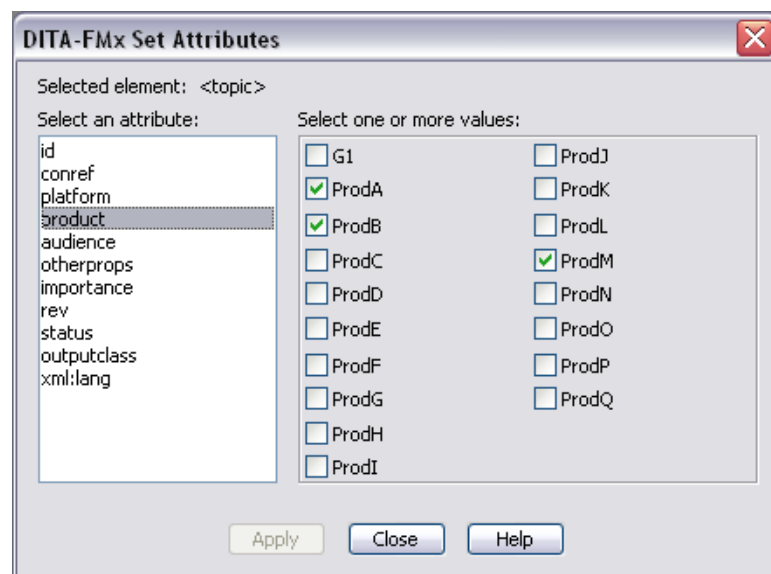 DITA-FMx Set Attributes
Selected element: <topic>
Select an attribute:
id
conref
platform
product
audience
otherprops
importance
rev
status
outputclass
xml:lang
Select one or more values:
G1
ProdA
ProdB
ProdC
ProdD
ProdE
ProdF
ProdG
ProdH
ProdI
ProdJ
ProdK
ProdL
ProdM
ProdN
ProdO
ProdP
ProdQ
Apply
Close
Help